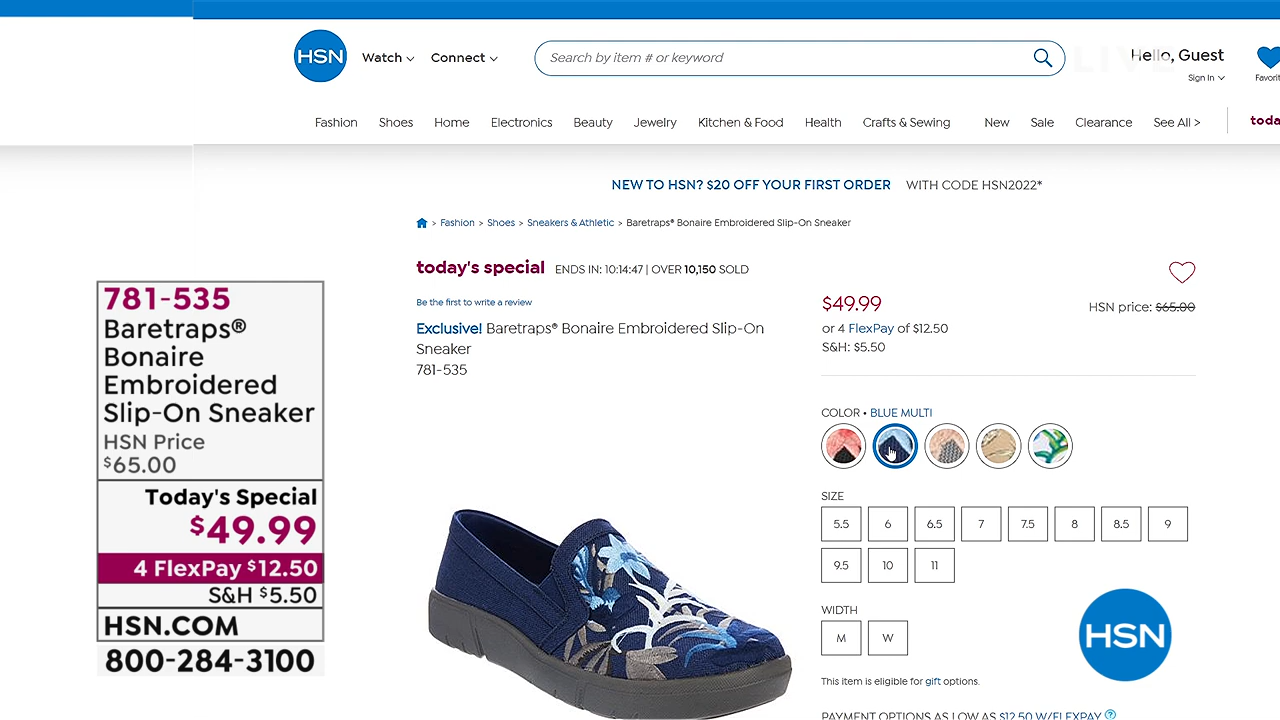 HSN
Watch
Connect
Search by item # or keyword
LIVE
Hello, Guest
Sign In
Favorit
Fashion
Shoes
Home
Electronics
Beauty
Jewelry
Kitchen & Food
Health
Crafts & Sewing
New
Sale
Clearance
See All >
toda
NEW TO HSN? $20 OFF YOUR FIRST ORDER WITH CODE HSN2022*
> Fashion > Shoes > Sneakers & Athletic > Baretraps® Bonaire Embroidered Slip-On Sneaker
today's special ENDS IN: 10:14:47 | OVER 10,150 SOLD
Be the first to write a review
Exclusive! Baretraps® Bonaire Embroidered Slip-On
Sneaker
781-535
$49.99
HSN price: $65.00
or 4 FlexPay of $12.50
S&H: $5.50
COLOR • BLUE MULTI
SIZE
5.5 6 6.5 7 7.5 8 8.5 9
9.5 10 11
WIDTH
M W
This item is eligible for gift options.
PAYMENT OPTIONS AS LOW AS $12.50 W/FLEXPAY ?
781-535
Baretraps®
Bonaire
Embroidered
Slip-On Sneaker
HSN Price
$65.00
Today's Special
$49.99
4 FlexPay $12.50
S&H $5.50
HSN.COM
800-284-3100
HSN